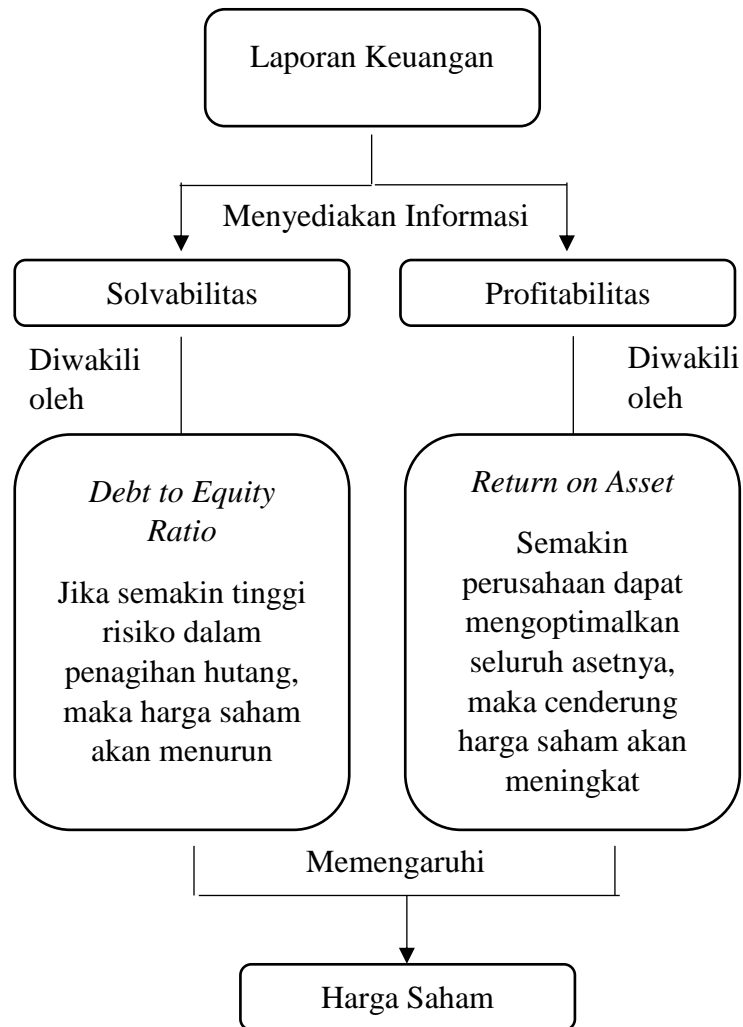 Laporan Keuangan
Menyediakan Informasi
Solvabilitas
Profitabilitas
Diwakili
oleh
Diwakili
oleh
Debt to Equity
Ratio
Jika semakin tinggi
risiko dalam
penagihan hutang,
maka harga saham
akan menurun
Return on Asset
Semakin
perusahaan dapat
mengoptimalkan
seluruh asetnya,
maka cenderung
harga saham akan
meningkat
Memengaruhi
Harga Saham